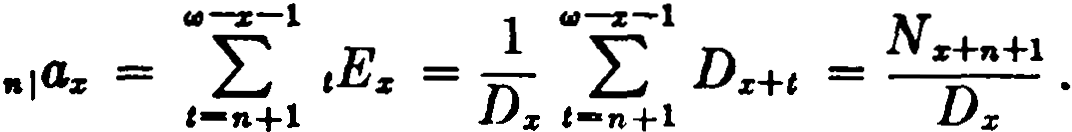 $_{n|}a_x = \sum_{t=n+1}^{\omega-x-1} {}_tE_x = \frac{1}{D_x} \sum_{t=n+1}^{\omega-x-1} D_{x+t} = \frac{N_{x+n+1}}{D_x}.$